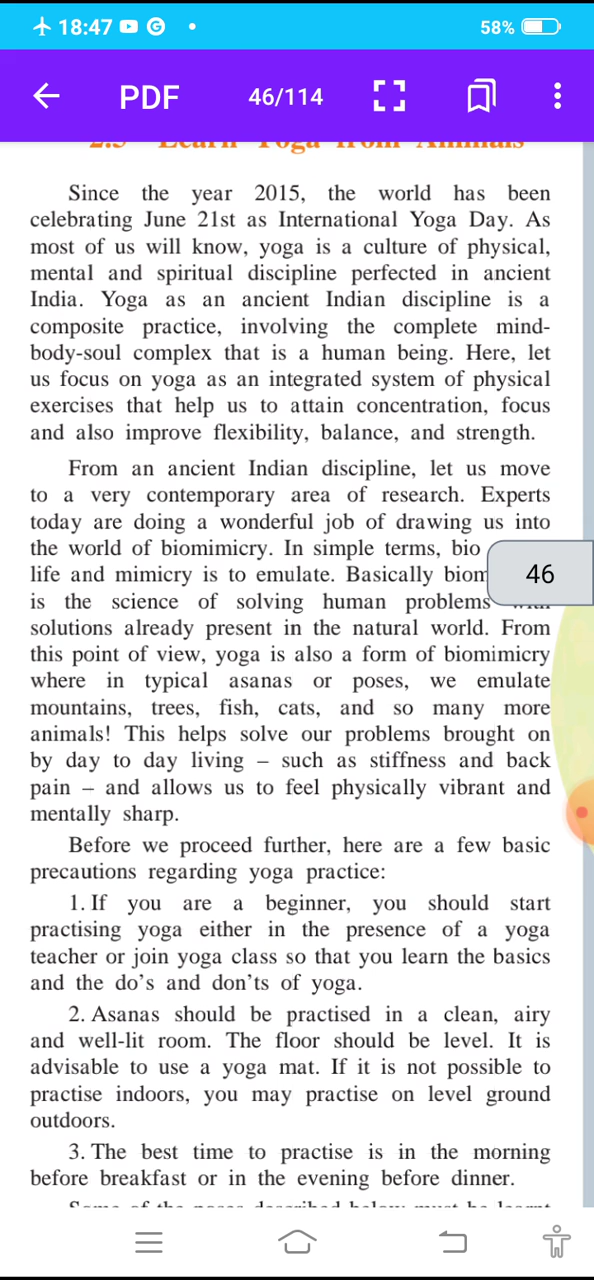 18:47
58%
PDF 46/114
2.5 Learn Yoga from Animals
Since the year 2015, the world has been
celebrating June 21st as International Yoga Day. As
most of us will know, yoga is a culture of physical,
mental and spiritual discipline perfected in ancient
India. Yoga as an ancient Indian discipline is a
composite practice, involving the complete mind-
body-soul complex that is a human being. Here, let
us focus on yoga as an integrated system of physical
exercises that help us to attain concentration, focus
and also improve flexibility, balance, and strength.
From an ancient Indian discipline, let us move
to a very contemporary area of research. Experts
today are doing a wonderful job of drawing us into
the world of biomimicry. In simple terms, bio
life and mimicry is to emulate. Basically biom
46
is the science of solving human problems
solutions already present in the natural world. From
this point of view, yoga is also a form of biomimicry
where in typical asanas or poses, we emulate
mountains, trees, fish, cats, and so many more
animals! This helps solve our problems brought on
by day to day living – such as stiffness and back
pain – and allows us to feel physically vibrant and
mentally sharp.
Before we proceed further, here are a few basic
precautions regarding yoga practice:
1. If you are a beginner, you should start
practising yoga either in the presence of a yoga
teacher or join yoga class so that you learn the basics
and the do's and don'ts of yoga.
2. Asanas should be practised in a clean, airy
and well-lit room. The floor should be level. It is
advisable to use a yoga mat. If it is not possible to
practise indoors, you may practise on level ground
outdoors.
3. The best time to practise is in the morning
before breakfast or in the evening before dinner.